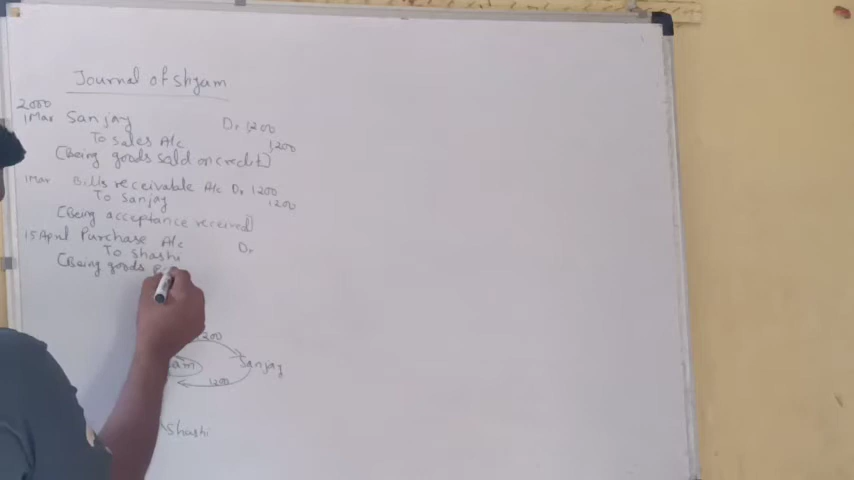 Journal of Shyam
2000
1 Mar Sanjay Dr 1200
To Sales A/c 1200
(Being goods sold on credit)
1 Mar Bills receivable A/c Dr 1200
To Sanjay 1200
(Being acceptance received)
15 April Purchase A/c Dr
To Shashi
(Being goods
1200
Sanjay
1200
Shashi